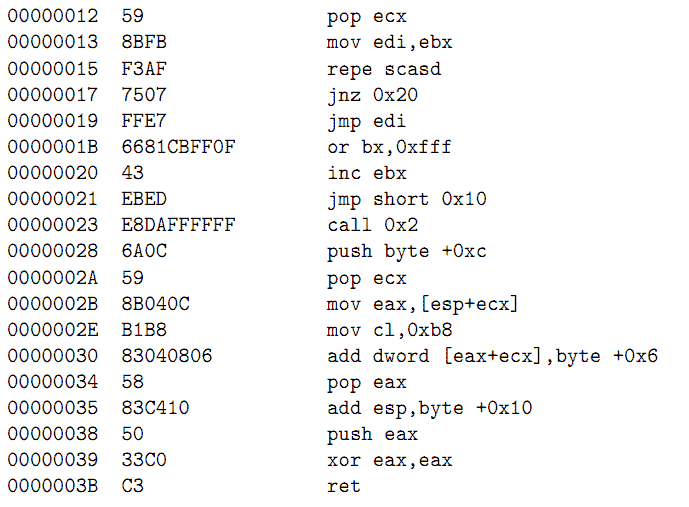 00000012 59 pop ecx
00000013 8BFB mov edi,ebx
00000015 F3AF repe scasd
00000017 7507 jnz 0x20
00000019 FFE7 jmp edi
0000001B 6681CBFF0F or bx,0xfff
00000020 43 inc ebx
00000021 EBED jmp short 0x10
00000023 E8DAFFFFFF call 0x2
00000028 6A0C push byte +0xc
0000002A 59 pop ecx
0000002B 8B040C mov eax,[esp+ecx]
0000002E B1B8 mov cl,0xb8
00000030 83040806 add dword [eax+ecx],byte +0x6
00000034 58 pop eax
00000035 83C410 add esp,byte +0x10
00000038 50 push eax
00000039 33C0 xor eax,eax
0000003B C3 ret